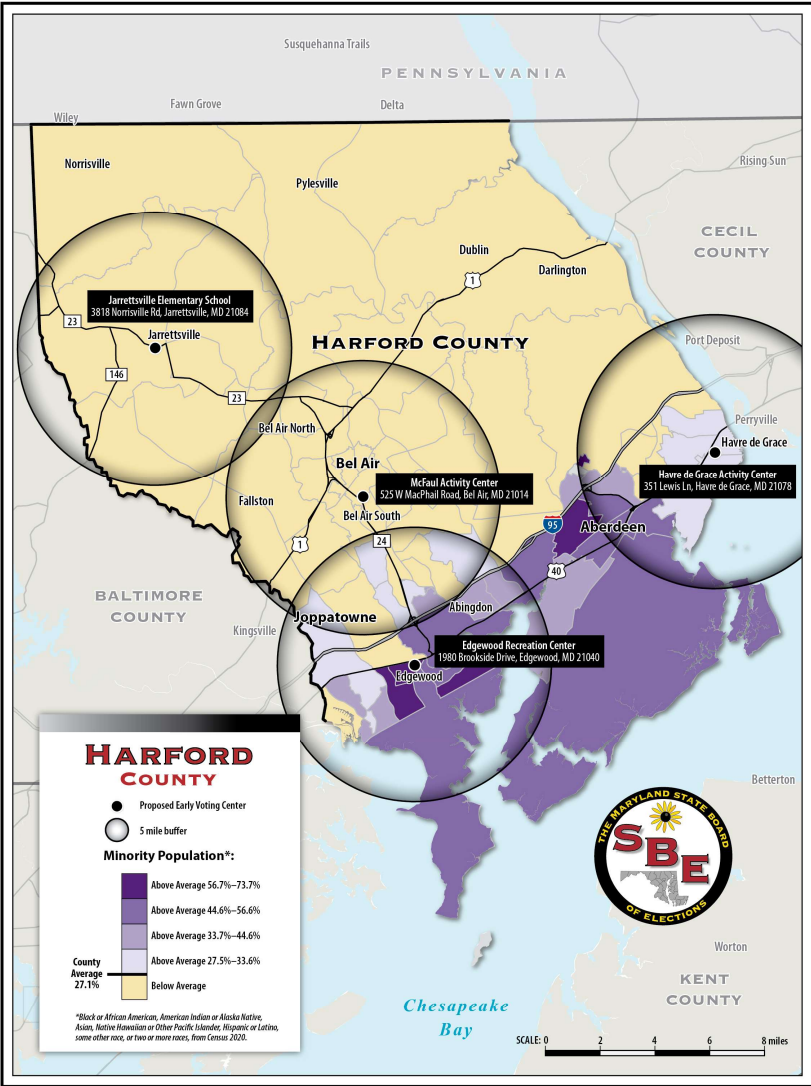 Susquehanna Trails
PENNSYLVANIA
Fawn Grove
Delta
Wiley
Norrisville
Pylesville
Rising Sun
CECIL
COUNTY
Dublin
Darlington
1
Jarrettsville Elementary School
3818 Norrisville Rd, Jarrettsville, MD 21084
23
Jarrettsville
HARFORD COUNTY
Port Deposit
146
23
Perryville
Bel Air North
Havre de Grace
Bel Air
McFaul Activity Center
525 W MacPhail Road, Bel Air, MD 21014
Havre de Grace Activity Center
351 Lewis Ln, Havre de Grace, MD 21078
Fallston
Bel Air South
95
Aberdeen
1
24
40
BALTIMORE
COUNTY
Joppatowne
Abingdon
Kingsville
Edgewood Recreation Center
1980 Brookside Drive, Edgewood, MD 21040
Edgewood
HARFORD
COUNTY
Proposed Early Voting Center
5 mile buffer
Minority Population*:
Above Average 56.7%–73.7%
Above Average 44.6%–56.6%
Above Average 33.7%–44.6%
Above Average 27.5%–33.6%
County
Average
27.1%
Below Average
*Black or African American, American Indian or Alaska Native,
Asian, Native Hawaiian or Other Pacific Islander, Hispanic or Latino,
some other race, or two or more races, from Census 2020.
Betterton
THE MARYLAND STATE BOARD
SBE
OF ELECTIONS
Worton
KENT
COUNTY
Chesapeake
Bay
SCALE: 0 2 4 6 8 miles